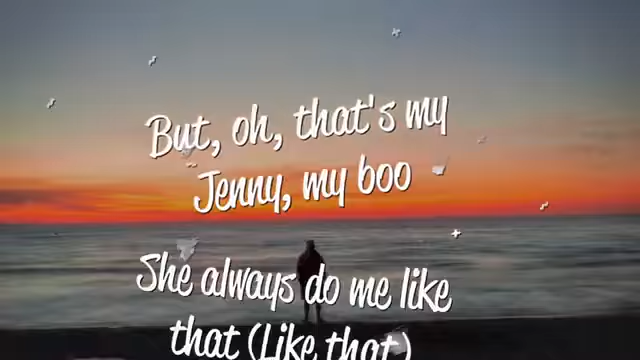 But, oh, that's my
Jenny, my boo
She always do me like
that (Like that)